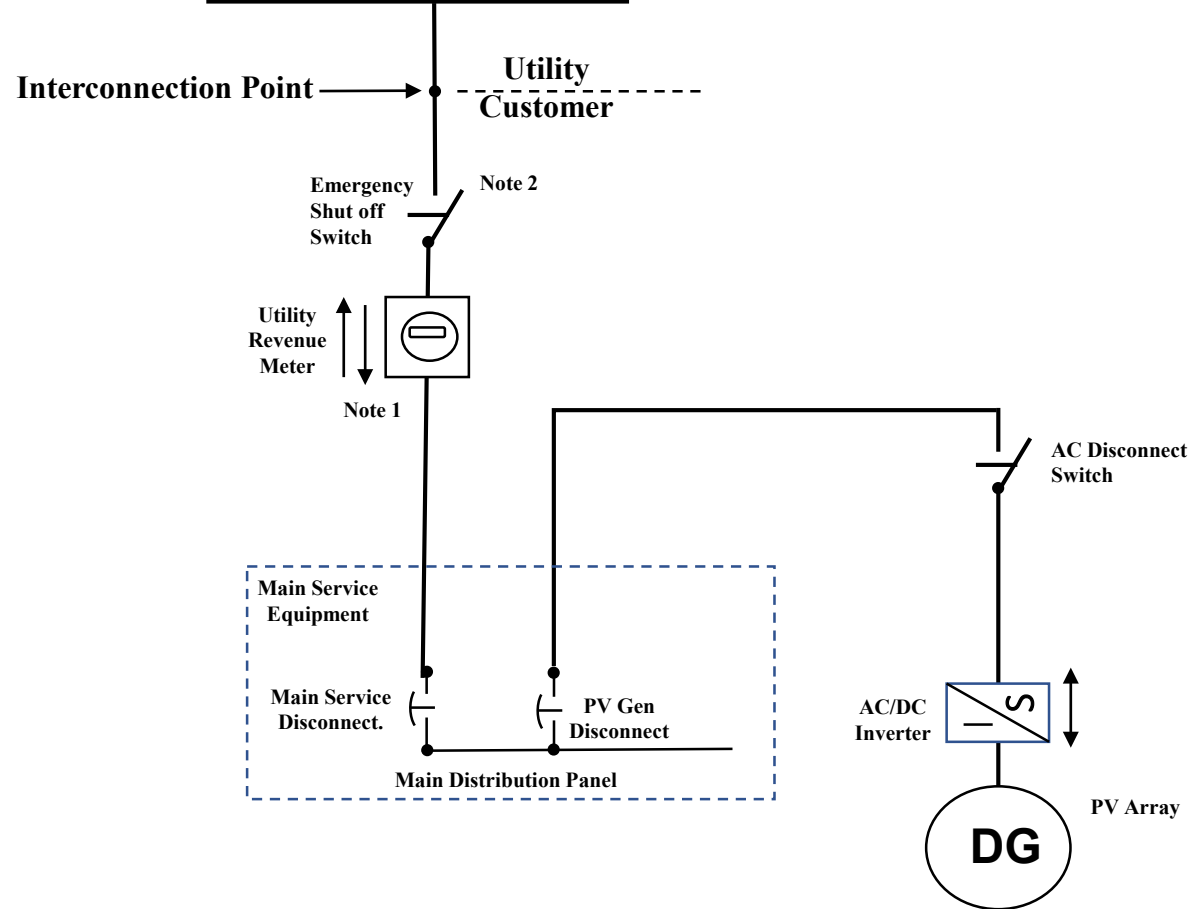 Utility
Interconnection Point
Customer
Emergency
Shut off
Switch
Note 2
Utility
Revenue
Meter
Note 1
AC Disconnect
Switch
Main Service
Equipment
Main Service
Disconnect.
PV Gen
Disconnect
Main Distribution Panel
AC/DC
Inverter
PV Array
DG